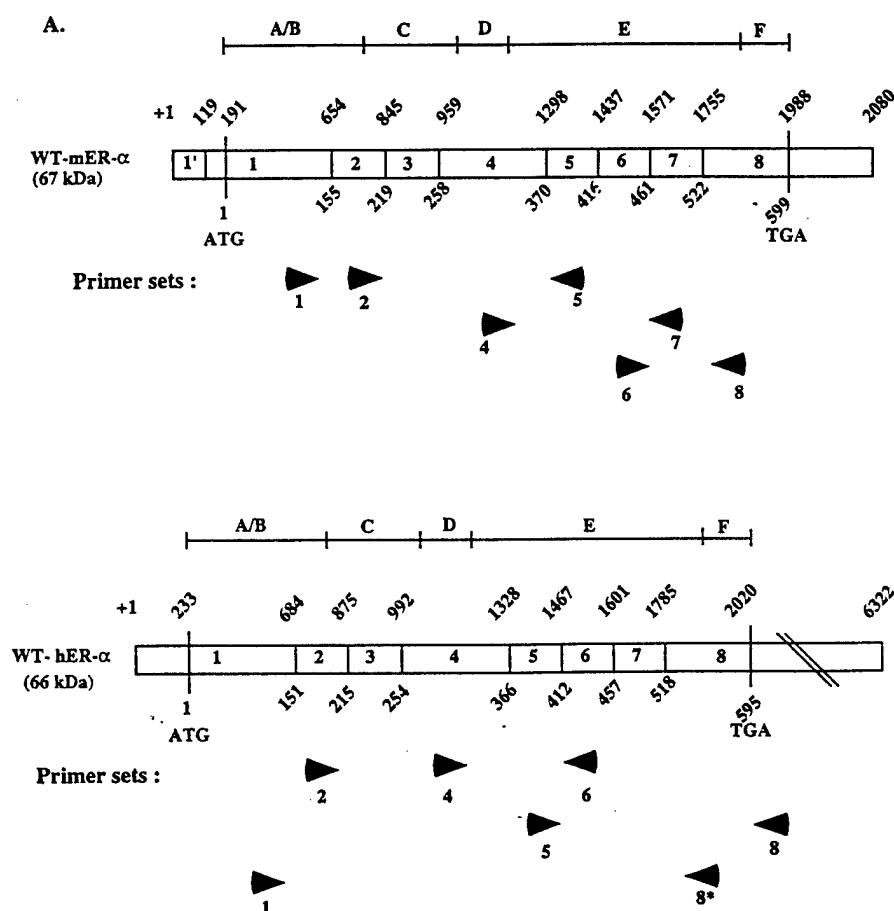 A.
A/B C D E F
+1 119 191 654 845 959 1298 1437 1571 1755 1988 2080
WT-mER-α 1' 1 2 3 4 5 6 7 8
(67 kDa)
1 155 219 258 370 416 461 522 599
ATG TGA
Primer sets :
1 2 5
4 7
6 8
A/B C D E F
+1 233 684 875 992 1328 1467 1601 1785 2020 6322
WT- hER-α 1 2 3 4 5 6 7 8
(66 kDa)
1 151 215 254 366 412 457 518 595
ATG TGA
Primer sets :
2 4 6
5 8
1 8*